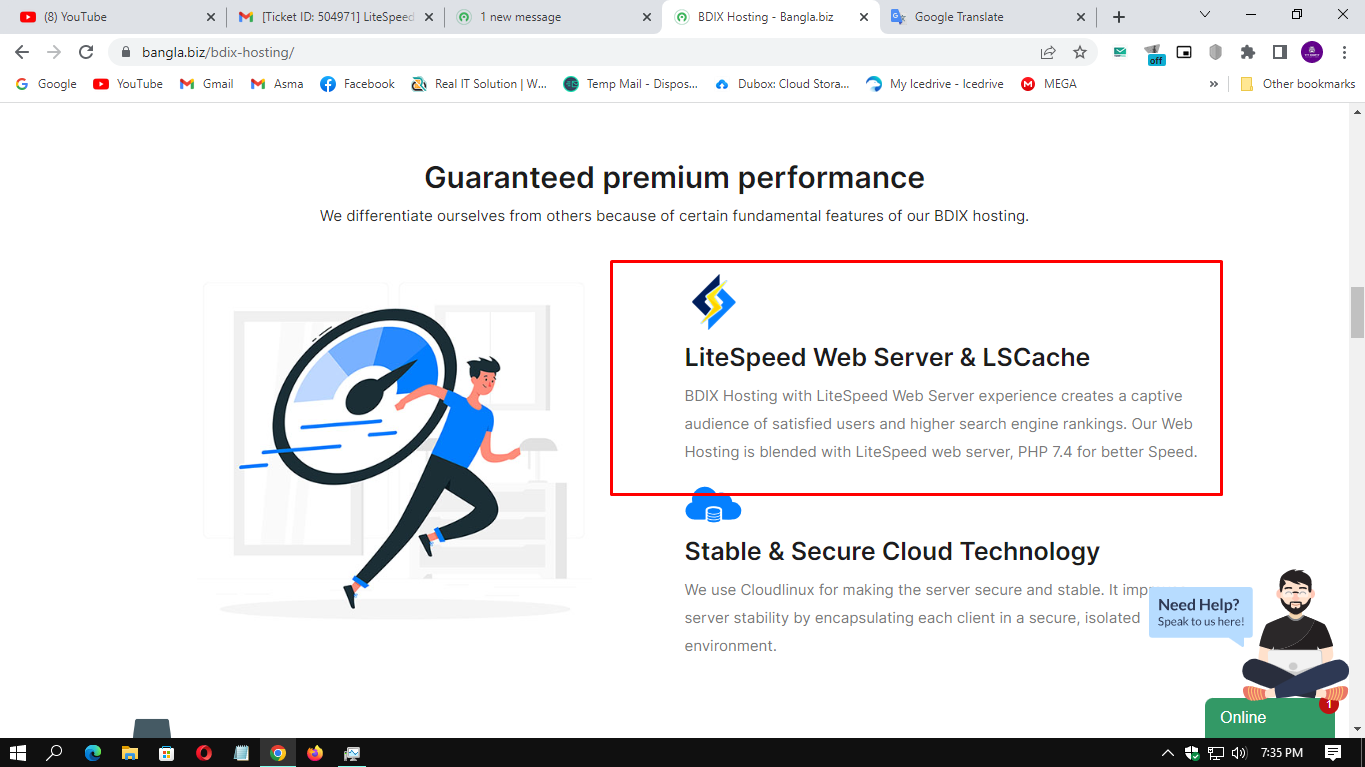 (8) YouTube
[Ticket ID: 504971] LiteSpeed
1 new message
BDIX Hosting - Bangla.biz
Google Translate
bangla.biz/bdix-hosting/
off
Google
YouTube
Gmail
Asma
Facebook
Real IT Solution | W...
Temp Mail - Dispos...
Dubox: Cloud Stora...
My Icedrive - Icedrive
MEGA
»
Other bookmarks
Guaranteed premium performance
We differentiate ourselves from others because of certain fundamental features of our BDIX hosting.
LiteSpeed Web Server & LSCache
BDIX Hosting with LiteSpeed Web Server experience creates a captive
audience of satisfied users and higher search engine rankings. Our Web
Hosting is blended with LiteSpeed web server, PHP 7.4 for better Speed.
Stable & Secure Cloud Technology
We use Cloudlinux for making the server secure and stable. It imp
server stability by encapsulating each client in a secure, isolated
environment.
Need Help?
Speak to us here!
1
Online
7:35 PM